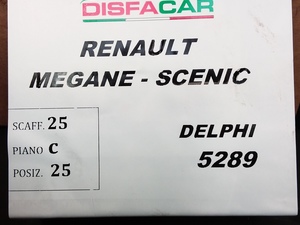 DISFACAR
RENAULT
MEGANE - SCENIC
SCAFF. 25
PIANO C
POSIZ. 25
DELPHI
5289